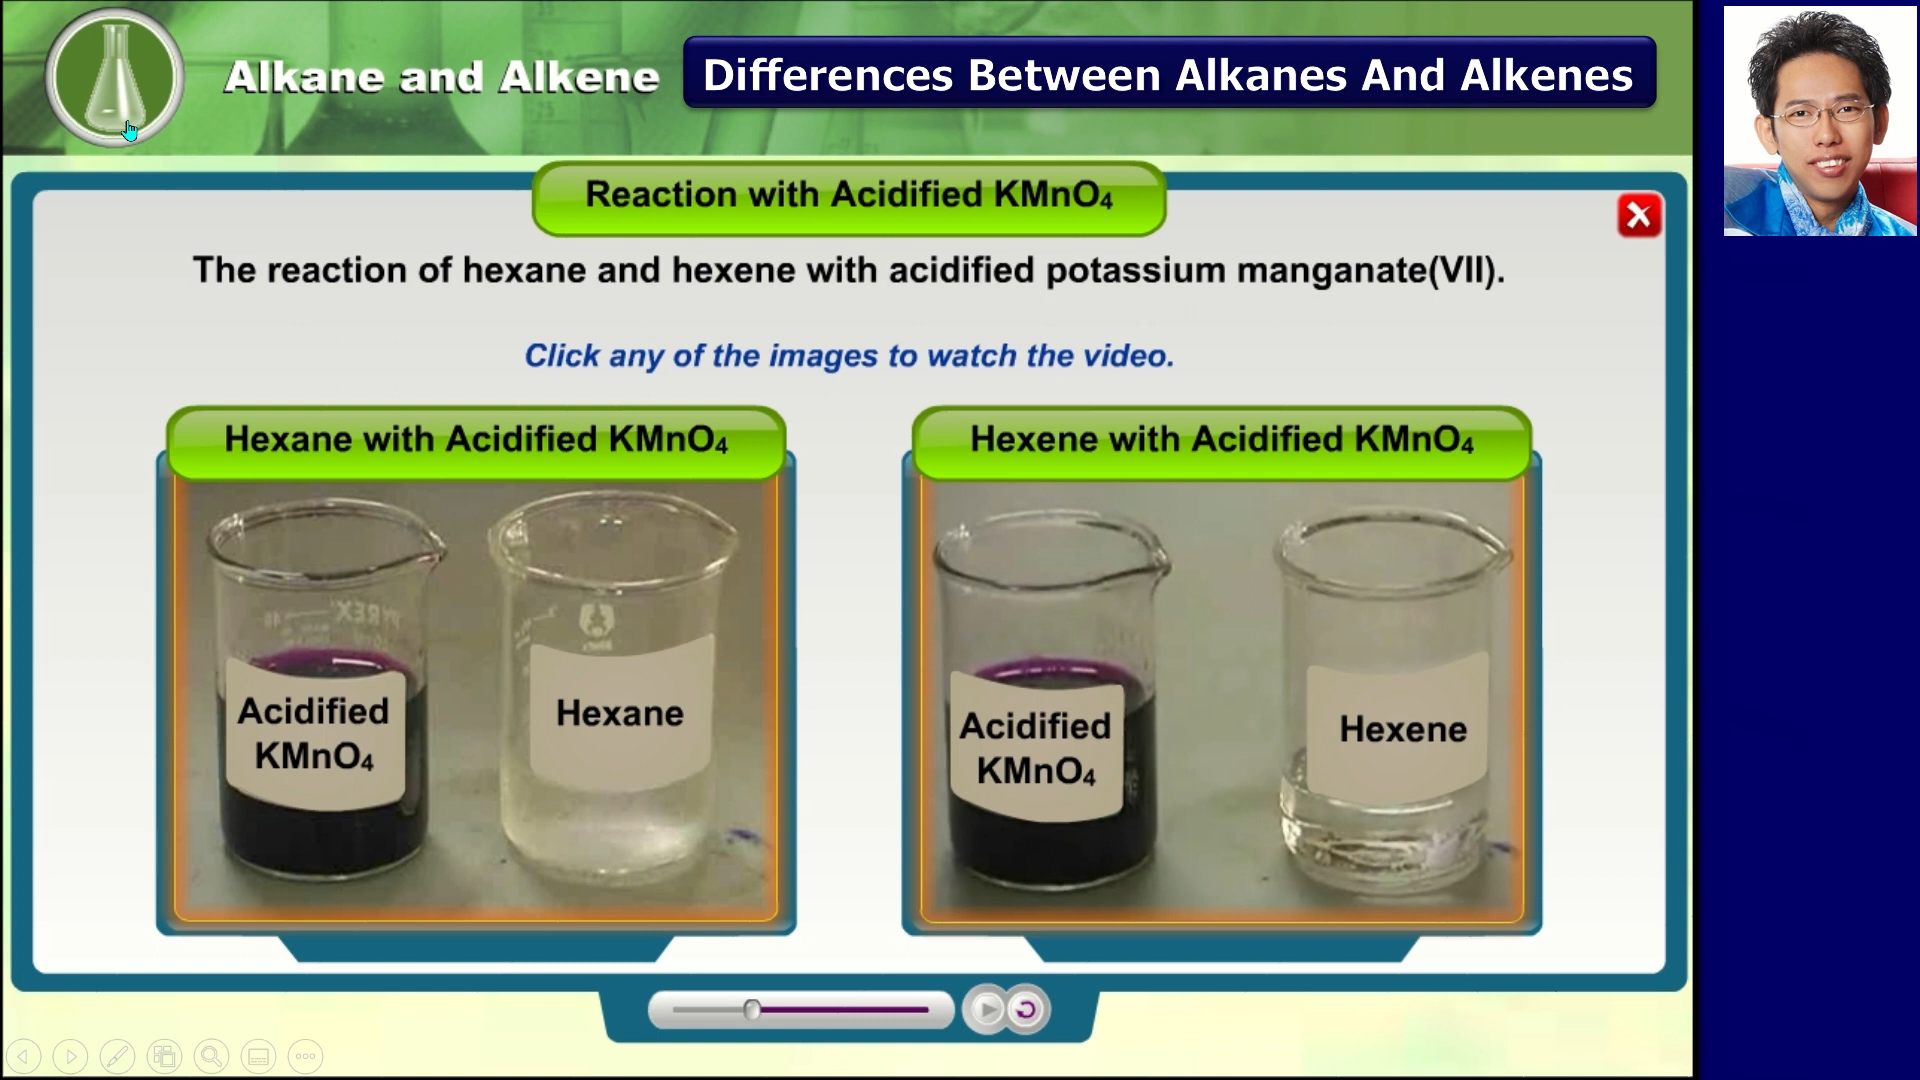 Alkane and Alkene
Differences Between Alkanes And Alkenes
Reaction with Acidified KMnO₄
The reaction of hexane and hexene with acidified potassium manganate(VII).
Click any of the images to watch the video.
Hexane with Acidified KMnO₄
Acidified
KMnO₄
PYREX
Hexane
Hexene with Acidified KMnO₄
Acidified
KMnO₄
Hexene